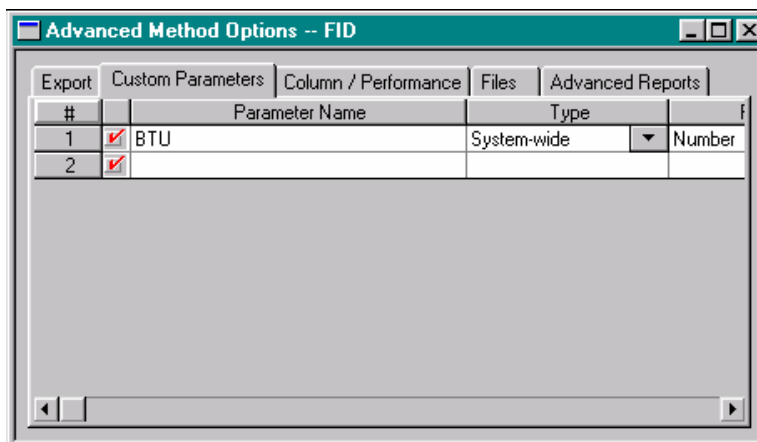 Advanced Method Options -- FID
Export Custom Parameters Column / Performance Files Advanced Reports
# Parameter Name Type
1 BTU System-wide Number
2